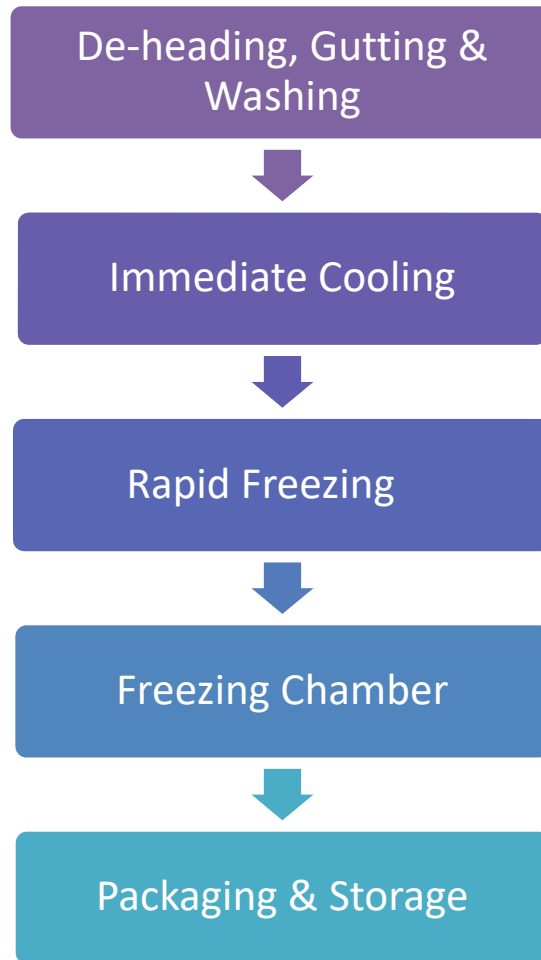 De-heading, Gutting &
Washing
Immediate Cooling
Rapid Freezing
Freezing Chamber
Packaging & Storage